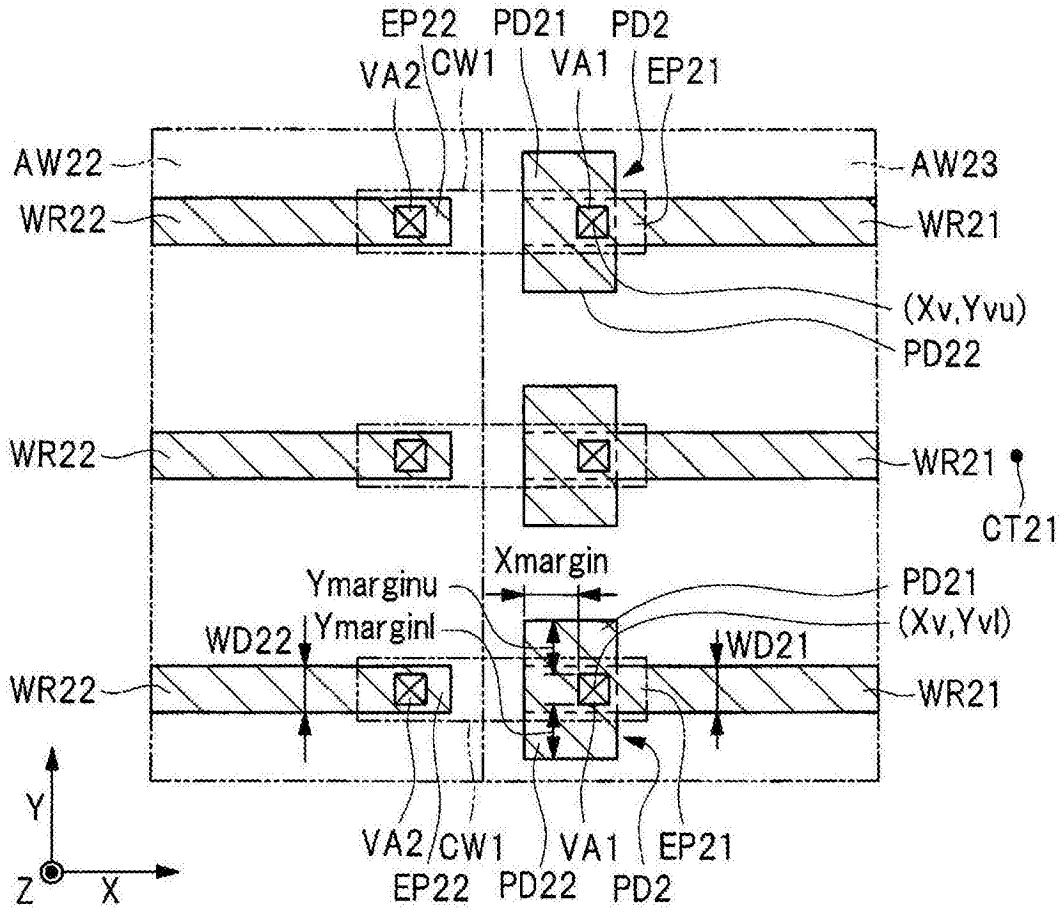 EP22 PD21 PD2
VA2 CW1 VA1 EP21
AW22 AW23
WR22 WR21
(Xv,Yvu)
PD22
WR22 WR21
CT21
Xmargin
Ymarginu PD21
Ymarginl (Xv,Yvl)
WD22 WD21
WR22 WR21
Y
Z X
VA2 CW1 VA1 EP21
EP22 PD22 PD2